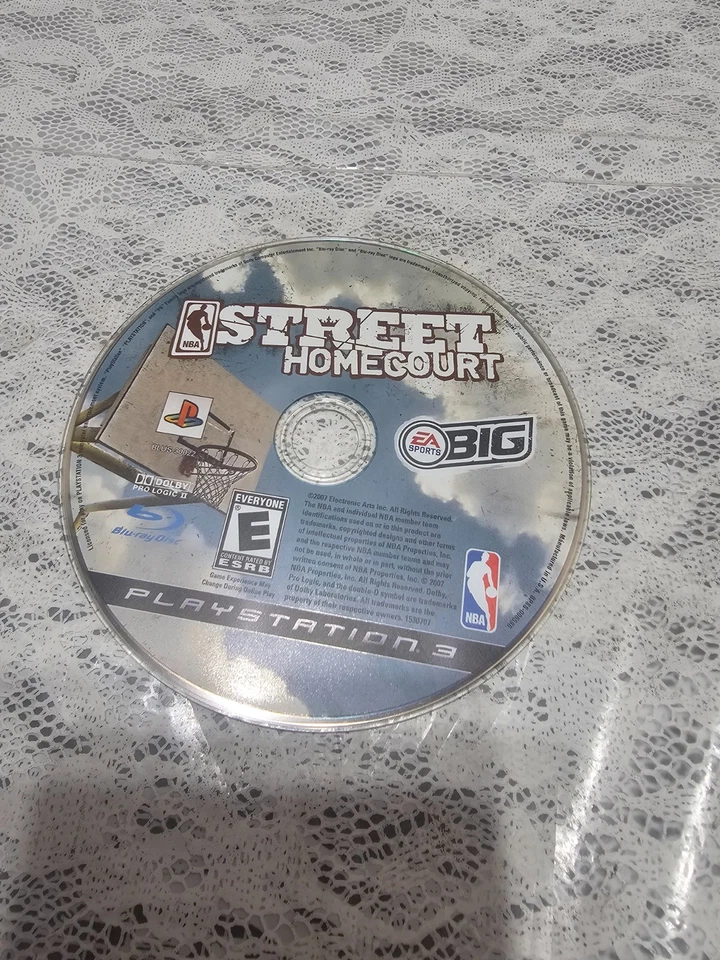 NBA
STREET
HOMECOURT
EA
SPORTS
BIG
DOLBY
PRO LOGIC II
Blu-ray Disc
EVERYONE
E
CONTENT RATED BY
ESRB
Game Experience May
Change During Online Play
©2007 Electronic Arts Inc. All Rights Reserved.
The NBA and individual NBA member team
identifications used on or in this product are
trademarks, copyrighted designs and other forms
of intellectual property of NBA Properties, Inc.
and the respective NBA member teams and may
not be used, in whole or in part, without the prior
written consent of NBA Properties, Inc. © 2007
NBA Properties, Inc. All Rights Reserved. Dolby,
Pro Logic, and the double-D symbol are trademarks
of Dolby Laboratories. All trademarks are the
property of their respective owners. 1530707
NBA
PLAYSTATION 3